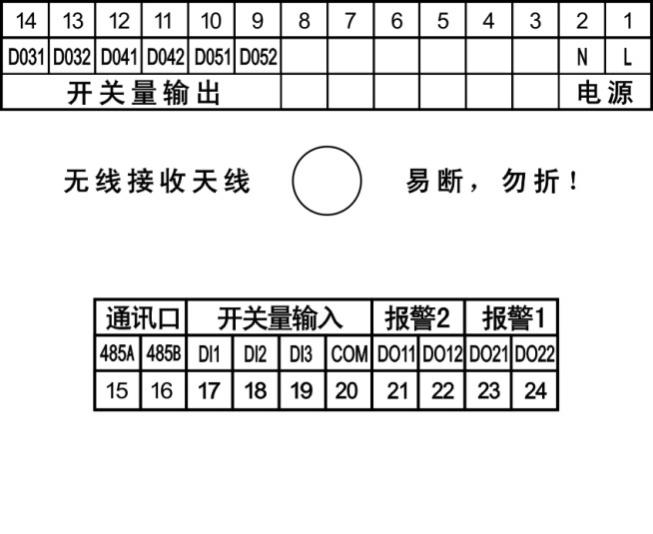 14 13 12 11 10 9 8 7 6 5 4 3 2 1
D031 D032 D041 D042 D051 D052 N L
开关量输出 电源
无线接收天线 易断，勿折！
通讯口 开关量输入 报警2 报警1
485A 485B DI1 DI2 DI3 COM DO11 DO12 DO21 DO22
15 16 17 18 19 20 21 22 23 24